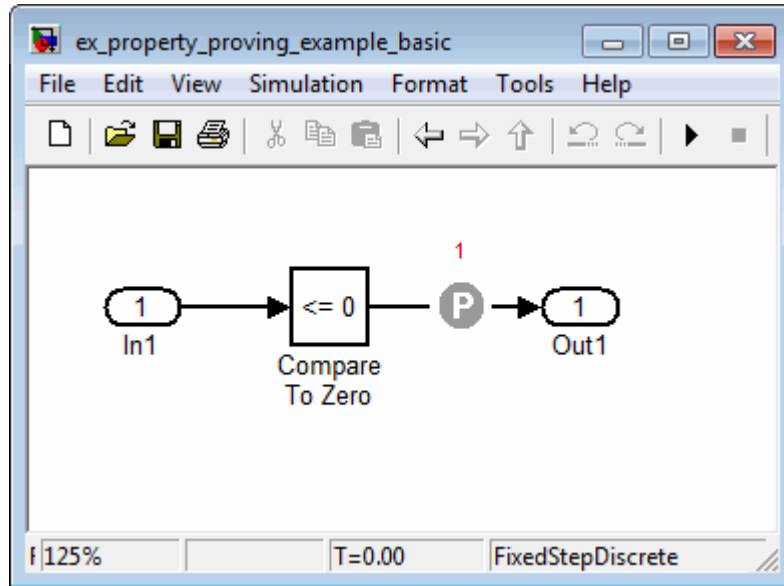 ex_property_proving_example_basic
File Edit View Simulation Format Tools Help
1
1
<= 0
P
1
In1
Compare
To Zero
Out1
125%
T=0.00
FixedStepDiscrete